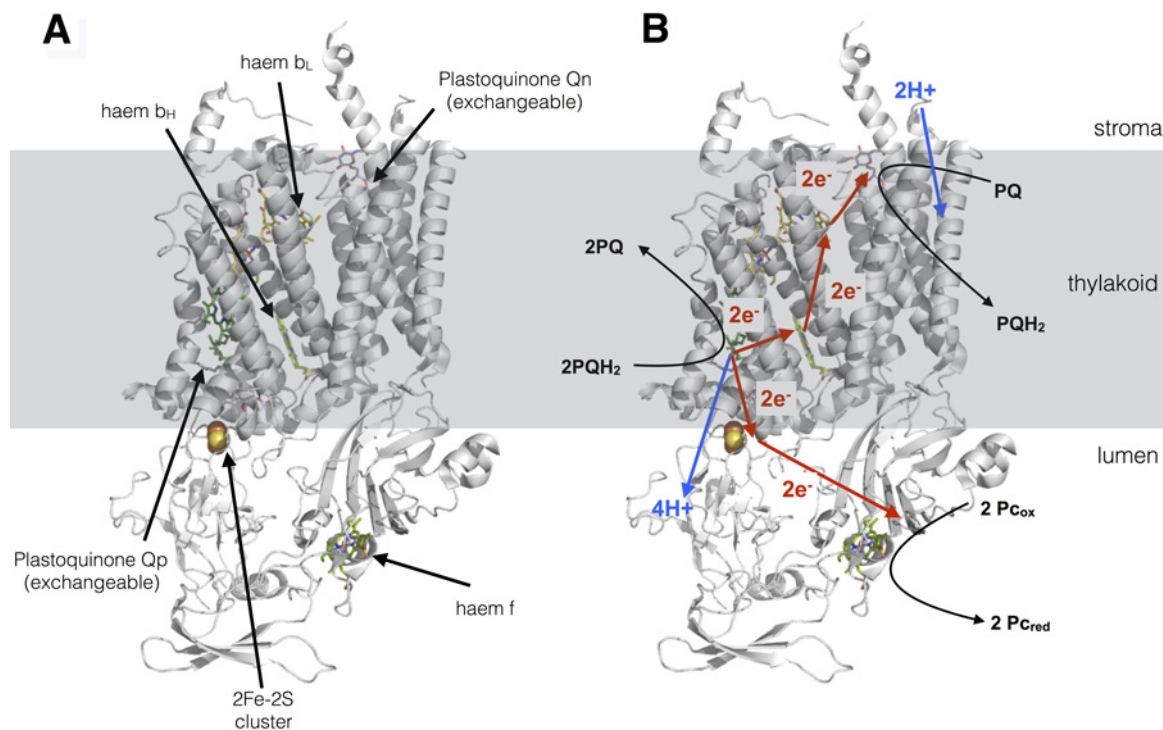 A
haem bL
Plastoquinone Qn
(exchangeable)
haem bH
Plastoquinone Qp
(exchangeable)
haem f
2Fe-2S
cluster
B
2H+
stroma
2e-
PQ
2PQ
thylakoid
2e-
2e-
PQH2
2PQH2
2e-
lumen
2e-
4H+
2 Pcox
2 Pcred